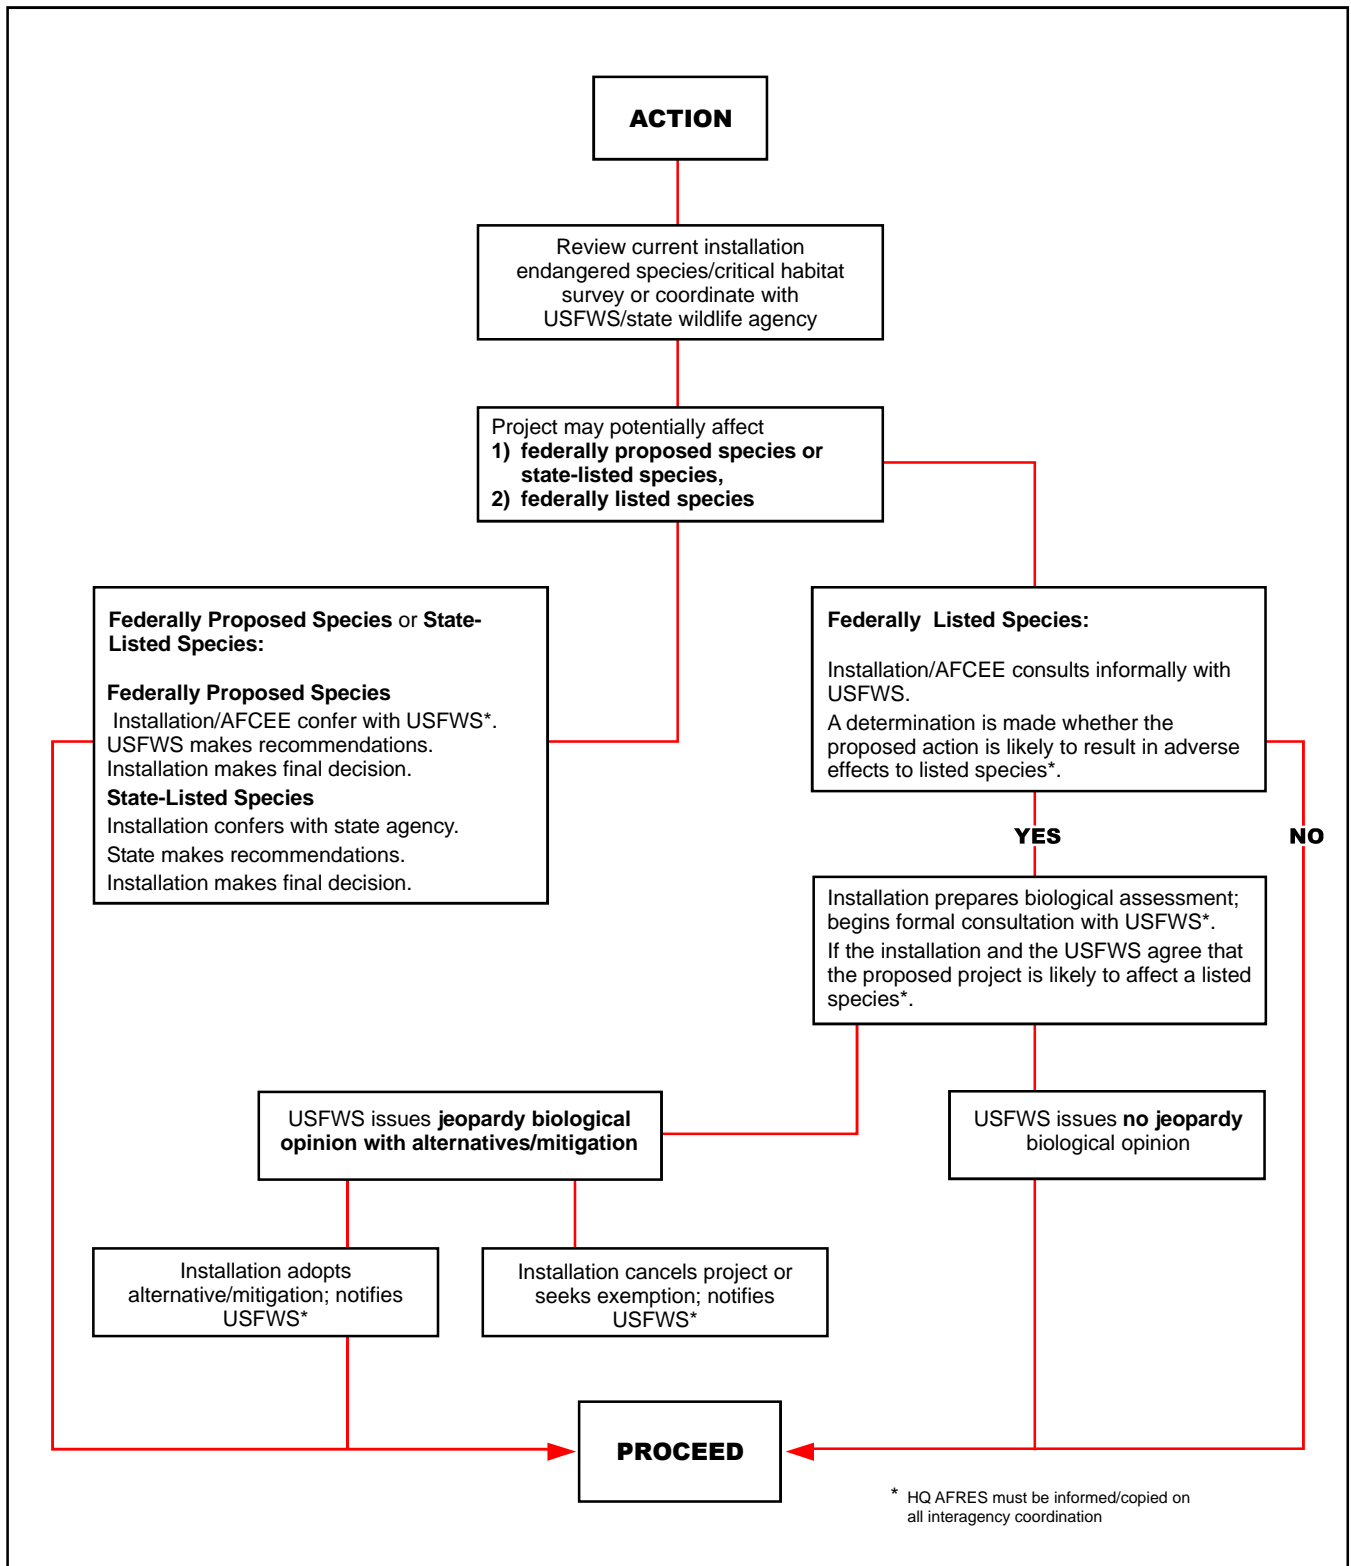 ACTION
Review current installation
endangered species/critical habitat
survey or coordinate with
USFWS/state wildlife agency
Project may potentially affect
1) federally proposed species or
state-listed species,
2) federally listed species
Federally Proposed Species or State-
Listed Species:
Federally Proposed Species
Installation/AFCEE confer with USFWS*.
USFWS makes recommendations.
Installation makes final decision.
State-Listed Species
Installation confers with state agency.
State makes recommendations.
Installation makes final decision.
Federally Listed Species:
Installation/AFCEE consults informally with
USFWS.
A determination is made whether the
proposed action is likely to result in adverse
effects to listed species*.
YES
NO
Installation prepares biological assessment;
begins formal consultation with USFWS*.
If the installation and the USFWS agree that
the proposed project is likely to affect a listed
species*.
USFWS issues jeopardy biological
opinion with alternatives/mitigation
USFWS issues no jeopardy
biological opinion
Installation adopts
alternative/mitigation; notifies
USFWS*
Installation cancels project or
seeks exemption; notifies
USFWS*
PROCEED
* HQ AFRES must be informed/copied on
all interagency coordination